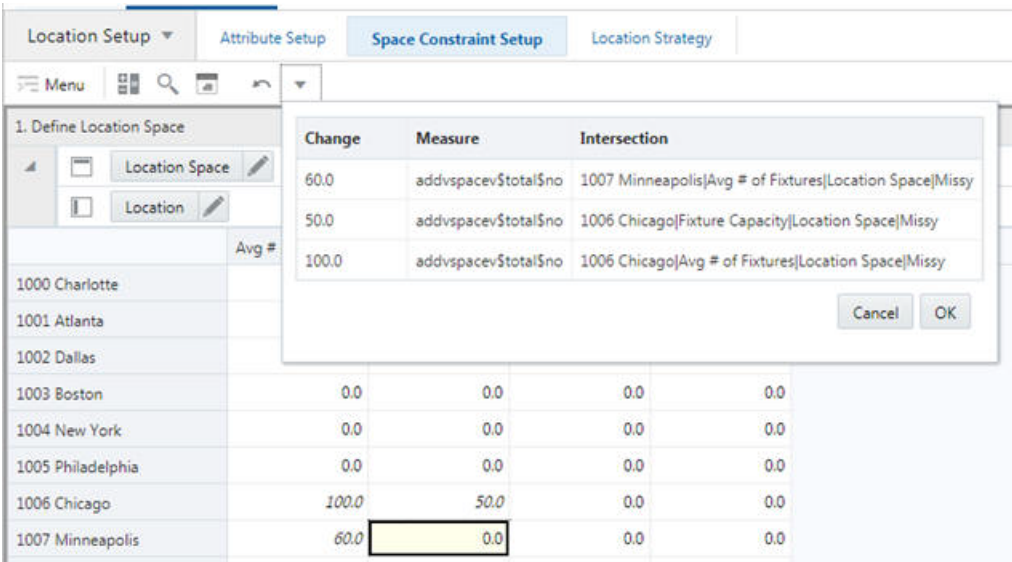 Location Setup Attribute Setup Space Constraint Setup Location Strategy
Menu
1. Define Location Space
Location Space
Location
Change Measure Intersection
60.0 addvspacev$total$no 1007 Minneapolis|Avg # of Fixtures|Location Space|Missy
50.0 addvspacev$total$no 1006 Chicago|Fixture Capacity|Location Space|Missy
100.0 addvspacev$total$no 1006 Chicago|Avg # of Fixtures|Location Space|Missy
Cancel OK
Avg #
1000 Charlotte
1001 Atlanta
1002 Dallas
1003 Boston 0.0 0.0 0.0 0.0
1004 New York 0.0 0.0 0.0 0.0
1005 Philadelphia 0.0 0.0 0.0 0.0
1006 Chicago 100.0 50.0 0.0 0.0
1007 Minneapolis 60.0 0.0 0.0 0.0